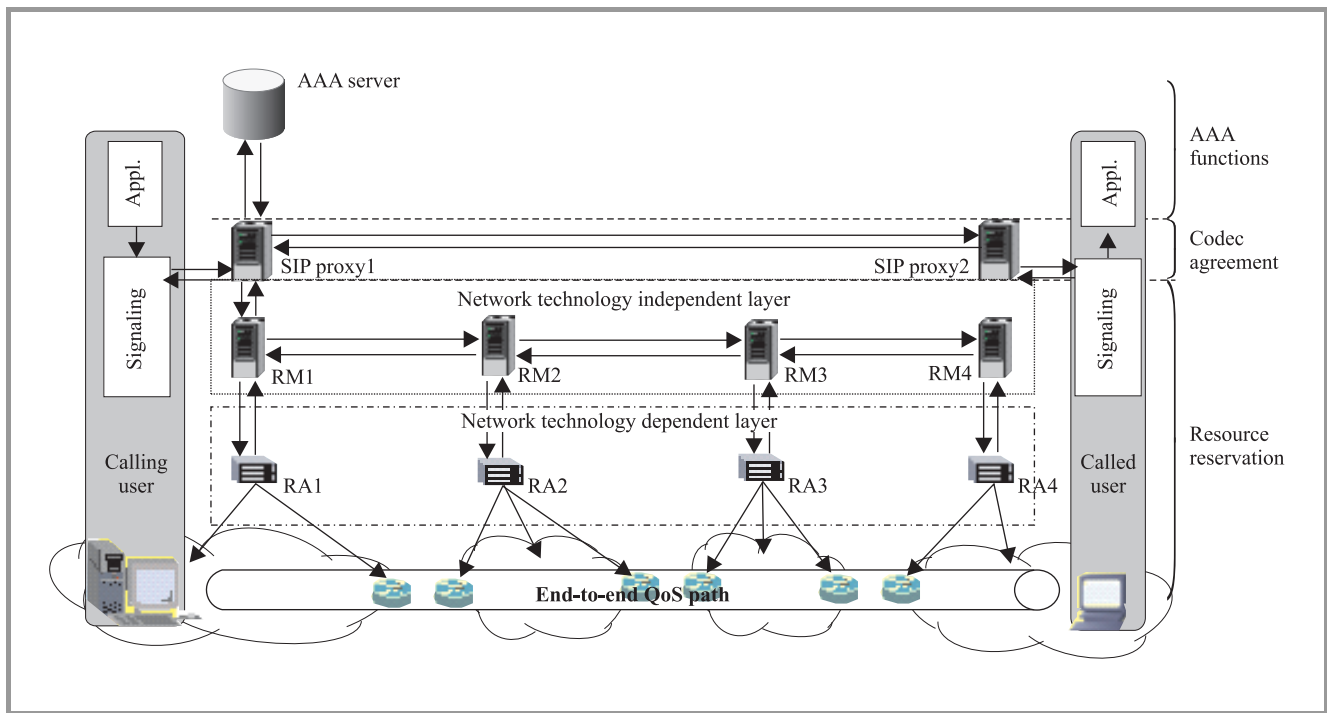 AAA server
AAA
functions
Appl.
Appl.
SIP proxy1
SIP proxy2
Codec
agreement
Signaling
Signaling
Network technology independent layer
RM1
RM2
RM3
RM4
Network technology dependent layer
Calling
user
Called
user
Resource
reservation
RA1
RA2
RA3
RA4
End-to-end QoS path